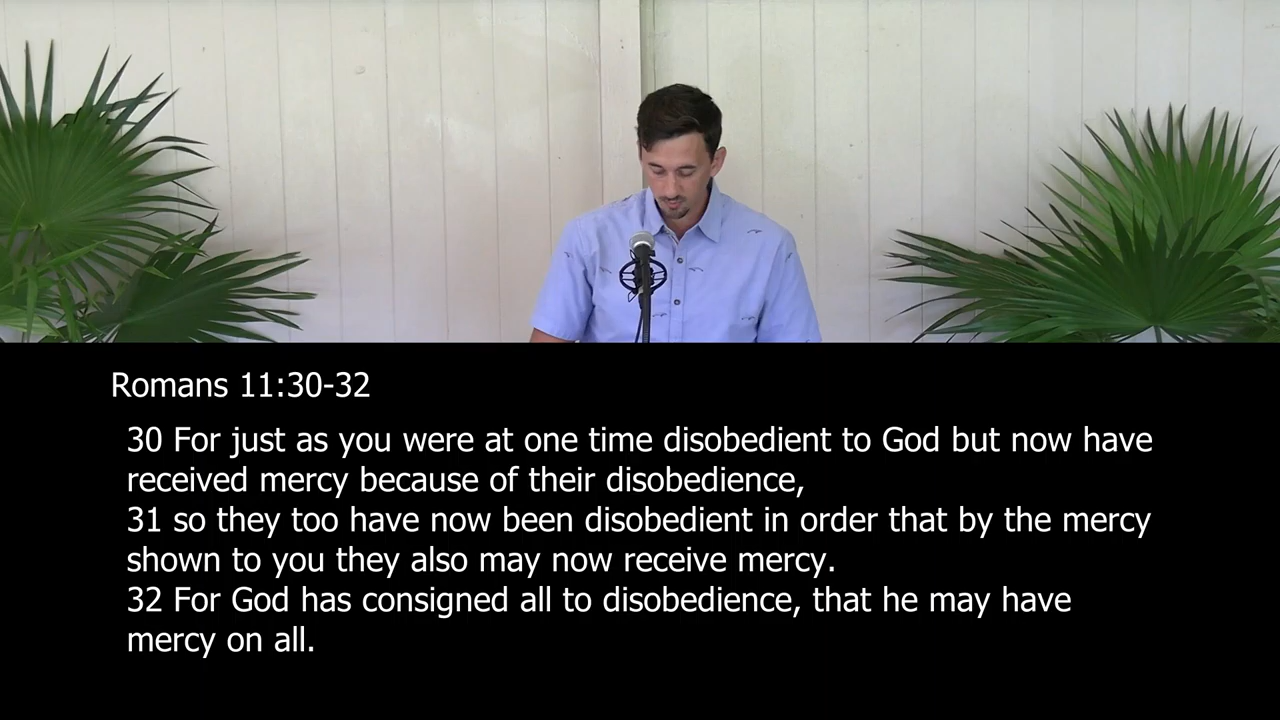 Romans 11:30-32
30 For just as you were at one time disobedient to God but now have
received mercy because of their disobedience,
31 so they too have now been disobedient in order that by the mercy
shown to you they also may now receive mercy.
32 For God has consigned all to disobedience, that he may have
mercy on all.